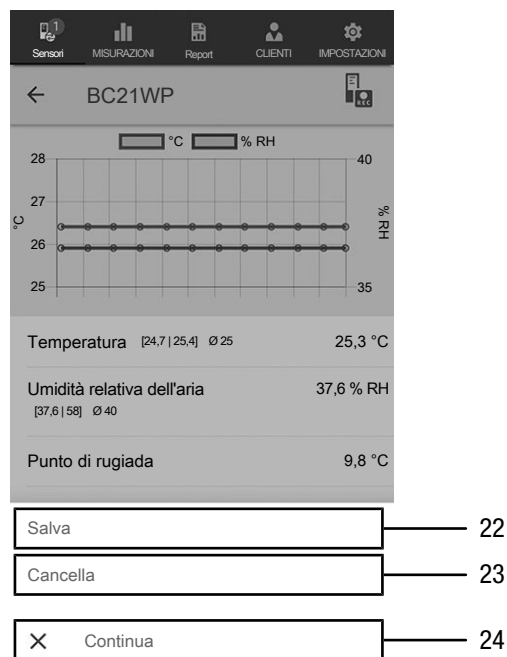 1
Sensori MISURAZIONI Report CLIENTI IMPOSTAZIONI
BC21WP
REC
°C % RH
28 40
27
°C % RH
26
25 35
Temperatura [24,7 | 25,4] Ø 25 25,3 °C
Umidità relativa dell'aria 37,6 % RH
[37,6 | 58] Ø 40
Punto di rugiada 9,8 °C
Salva 22
Cancella 23
Continua 24